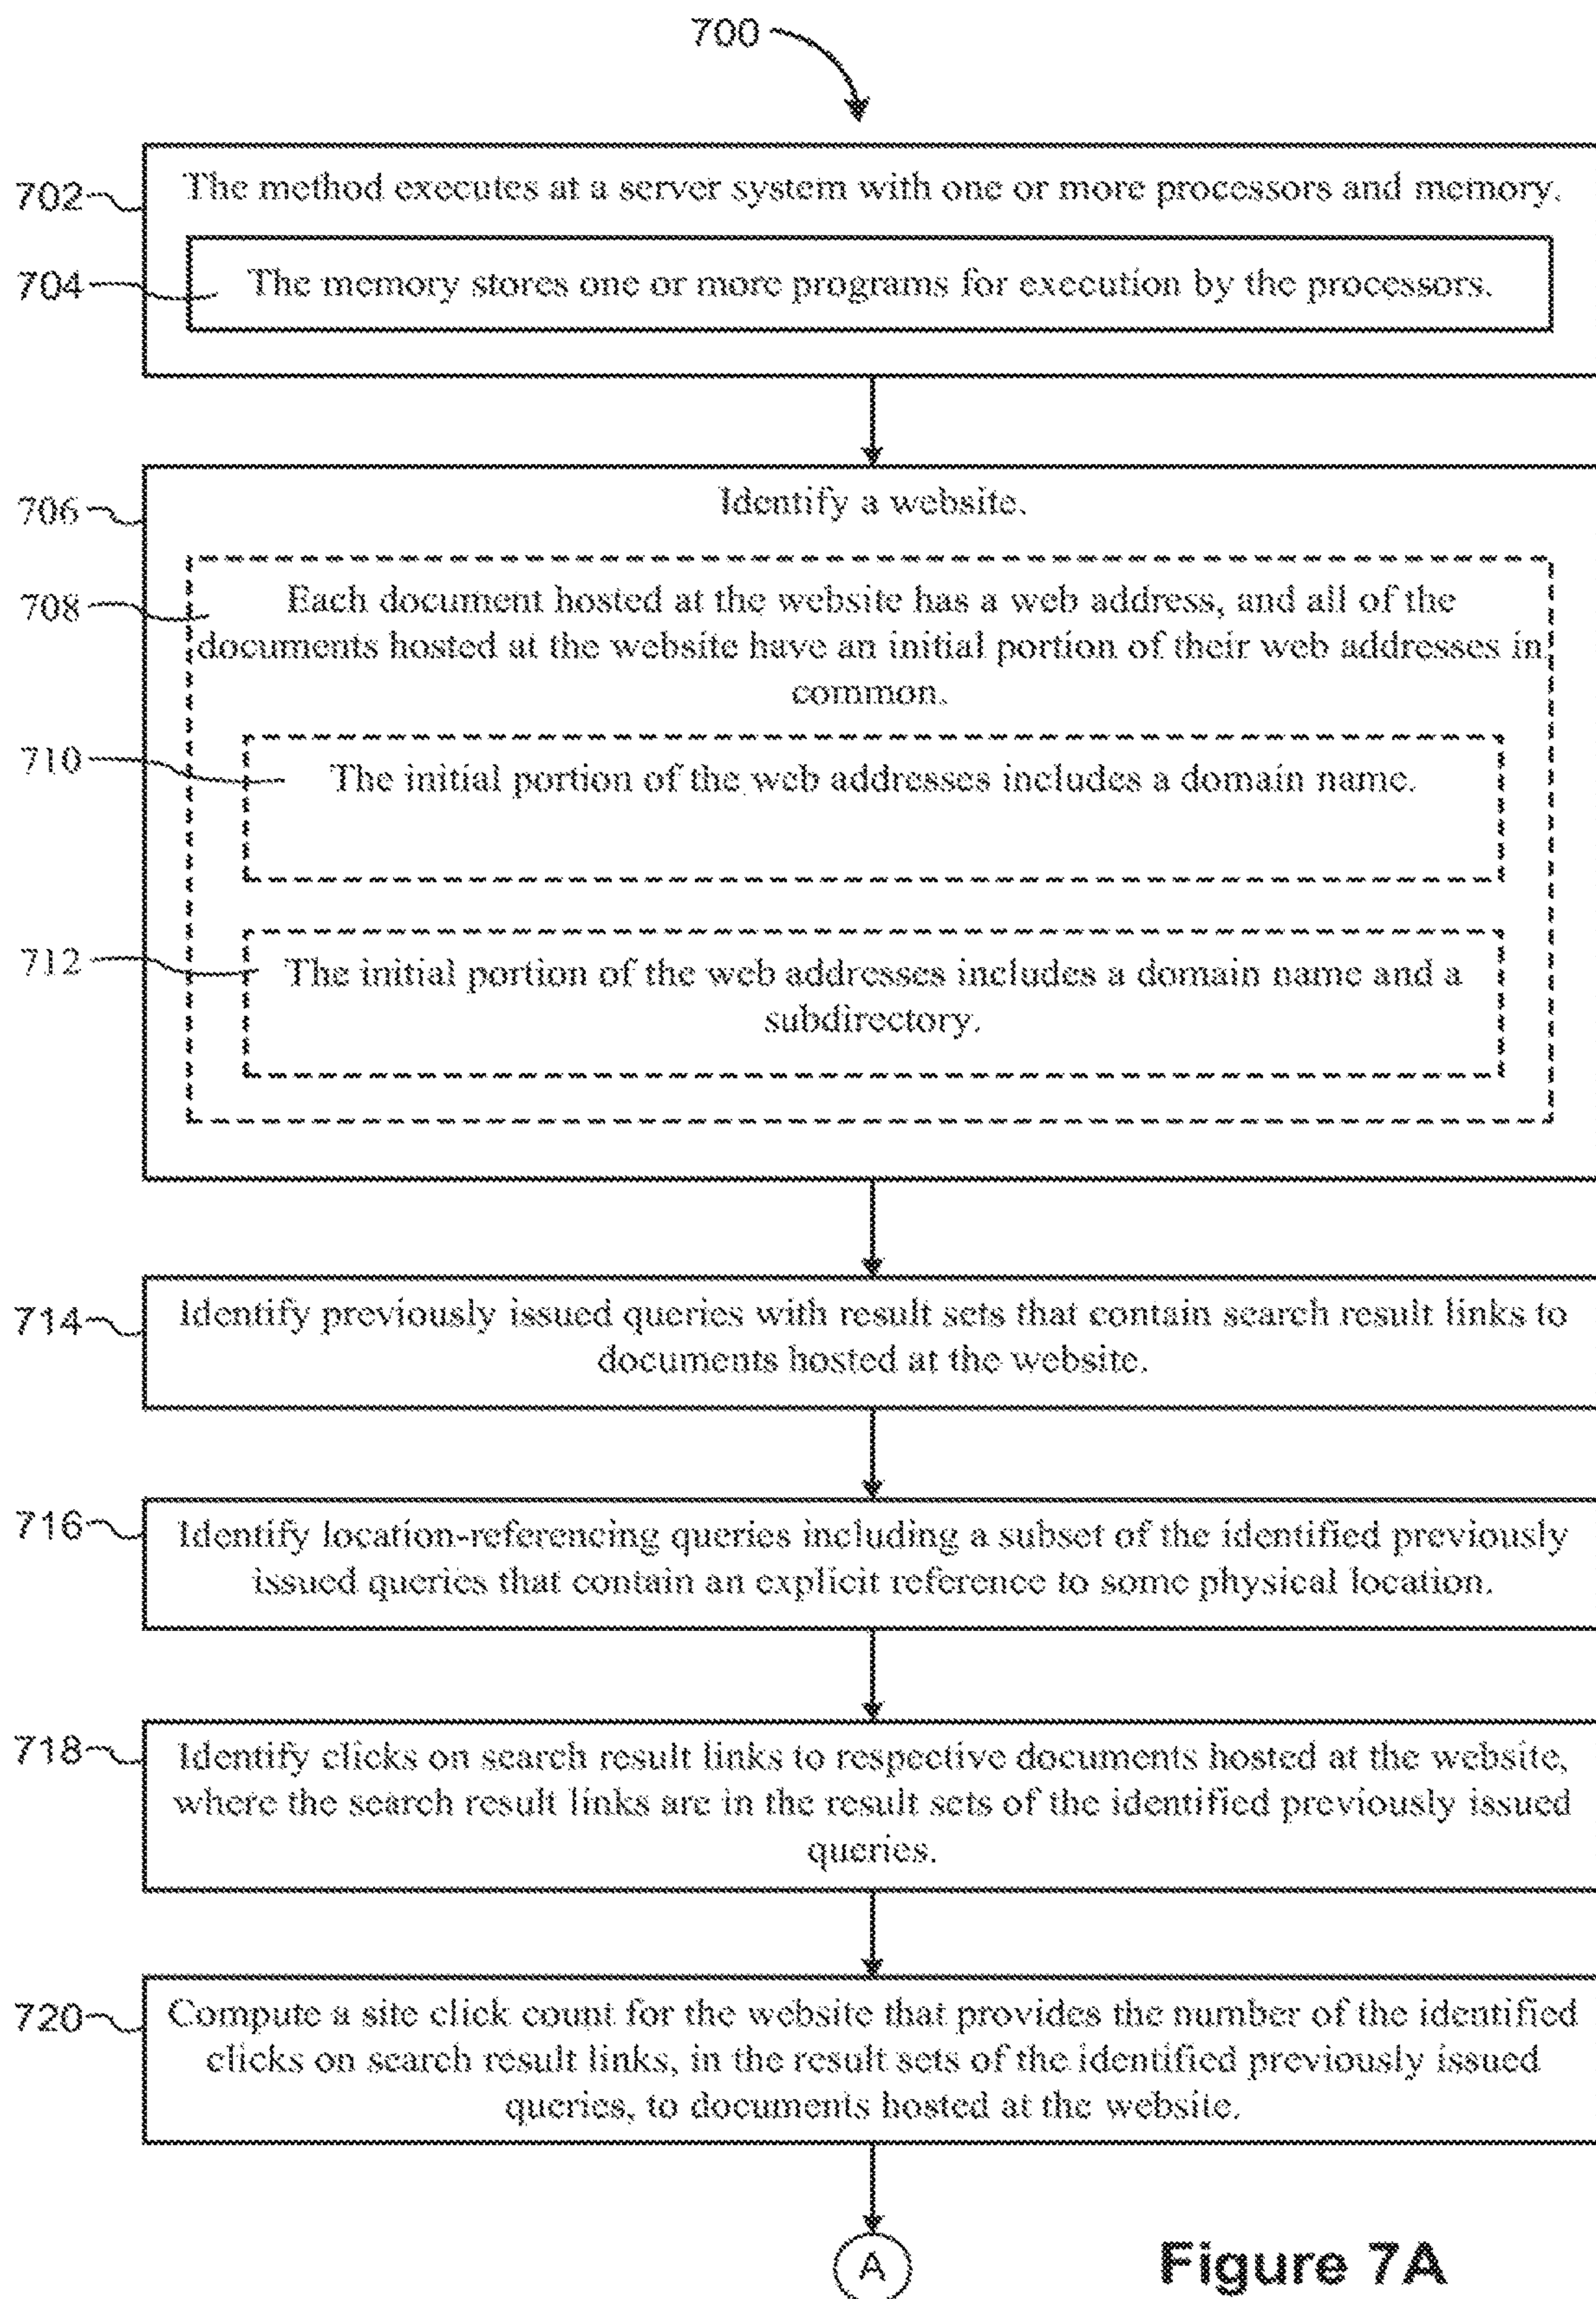 700
702
The method executes at a server system with one or more processors and memory.
704
The memory stores one or more programs for execution by the processors.
706
Identify a website.
708
Each document hosted at the website has a web address, and all of the
documents hosted at the website have an initial portion of their web addresses in
common.
710
The initial portion of the web addresses includes a domain name.
712
The initial portion of the web addresses includes a domain name and a
subdirectory.
714
Identify previously issued queries with result sets that contain search result links to
documents hosted at the website.
716
Identify location-referencing queries including a subset of the identified previously
issued queries that contain an explicit reference to some physical location.
718
Identify clicks on search result links to respective documents hosted at the website,
where the search result links are in the result sets of the identified previously issued
queries.
720
Compute a site click count for the website that provides the number of the identified
clicks on search result links, in the result sets of the identified previously issued
queries, to documents hosted at the website.
A
Figure 7A